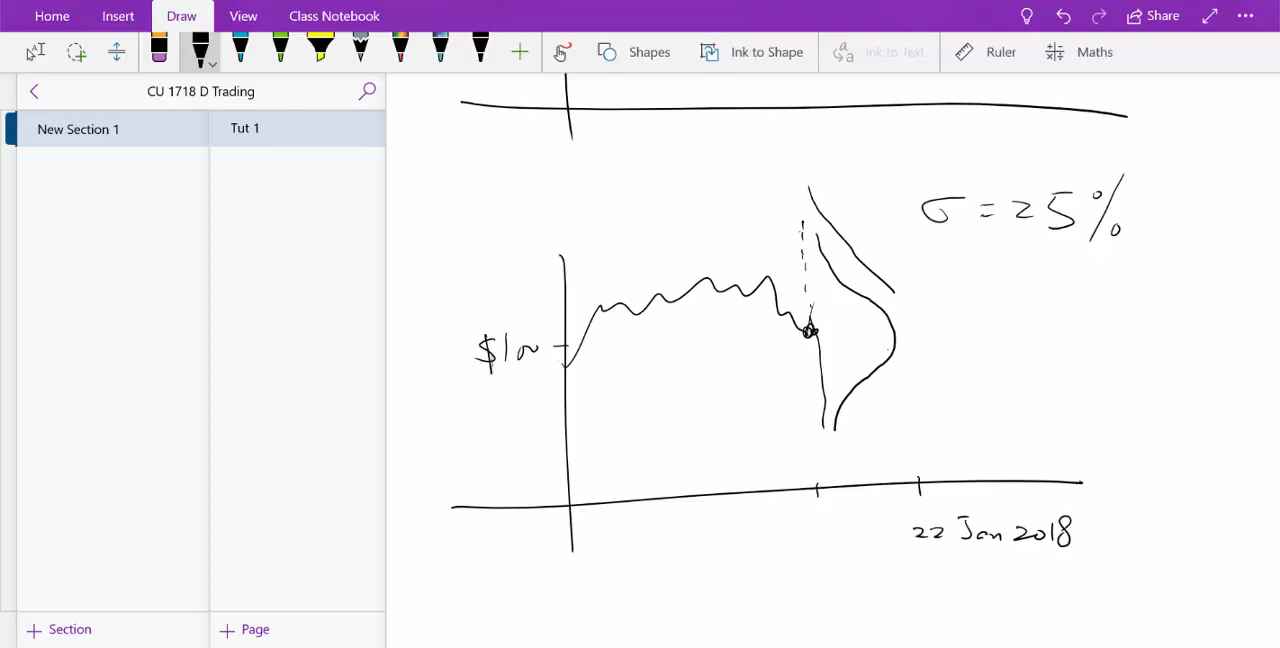 Home Insert Draw View Class Notebook Share
Shapes Ink to Shape Ink to Text Ruler Maths
CU 1718 D Trading
New Section 1 Tut 1
σ = 25%
$100
22 Jan 2018
+ Section + Page